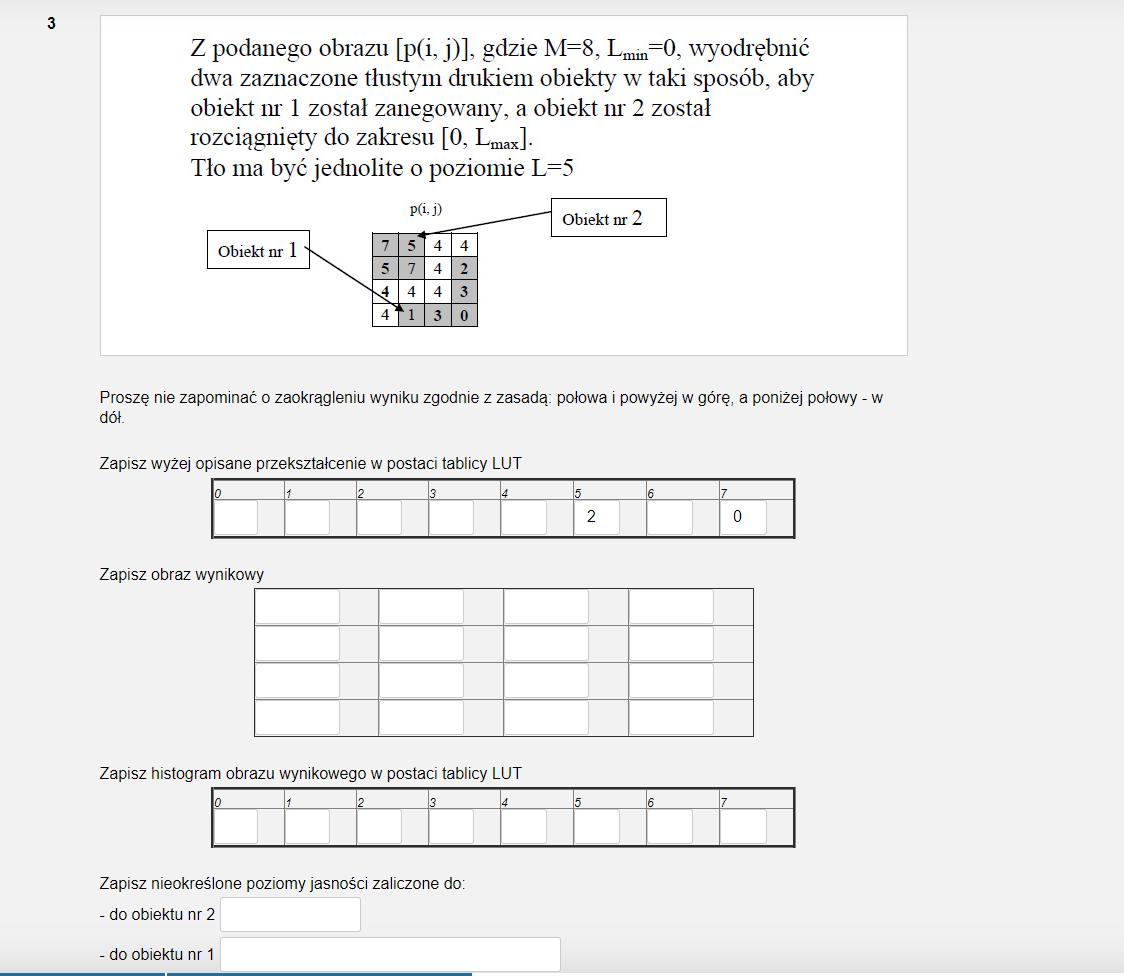 3
Z podanego obrazu [p(i, j)], gdzie M=8, Lmin=0, wyodrębnić
dwa zaznaczone tłustym drukiem obiekty w taki sposób, aby
obiekt nr 1 został zanegowany, a obiekt nr 2 został
rozciągnięty do zakresu [0, Lmax].
Tło ma być jednolite o poziomie L=5
p(i, j)
Obiekt nr 2
Obiekt nr 1
7 5 4 4
5 7 4 2
4 4 4 3
4 1 3 0
Proszę nie zapominać o zaokrągleniu wyniku zgodnie z zasadą: połowa i powyżej w górę, a poniżej połowy - w
dół.
Zapisz wyżej opisane przekształcenie w postaci tablicy LUT
0 1 2 3 4 5 6 7
2 0
Zapisz obraz wynikowy
Zapisz histogram obrazu wynikowego w postaci tablicy LUT
0 1 2 3 4 5 6 7
Zapisz nieokreślone poziomy jasności zaliczone do:
- do obiektu nr 2
- do obiektu nr 1